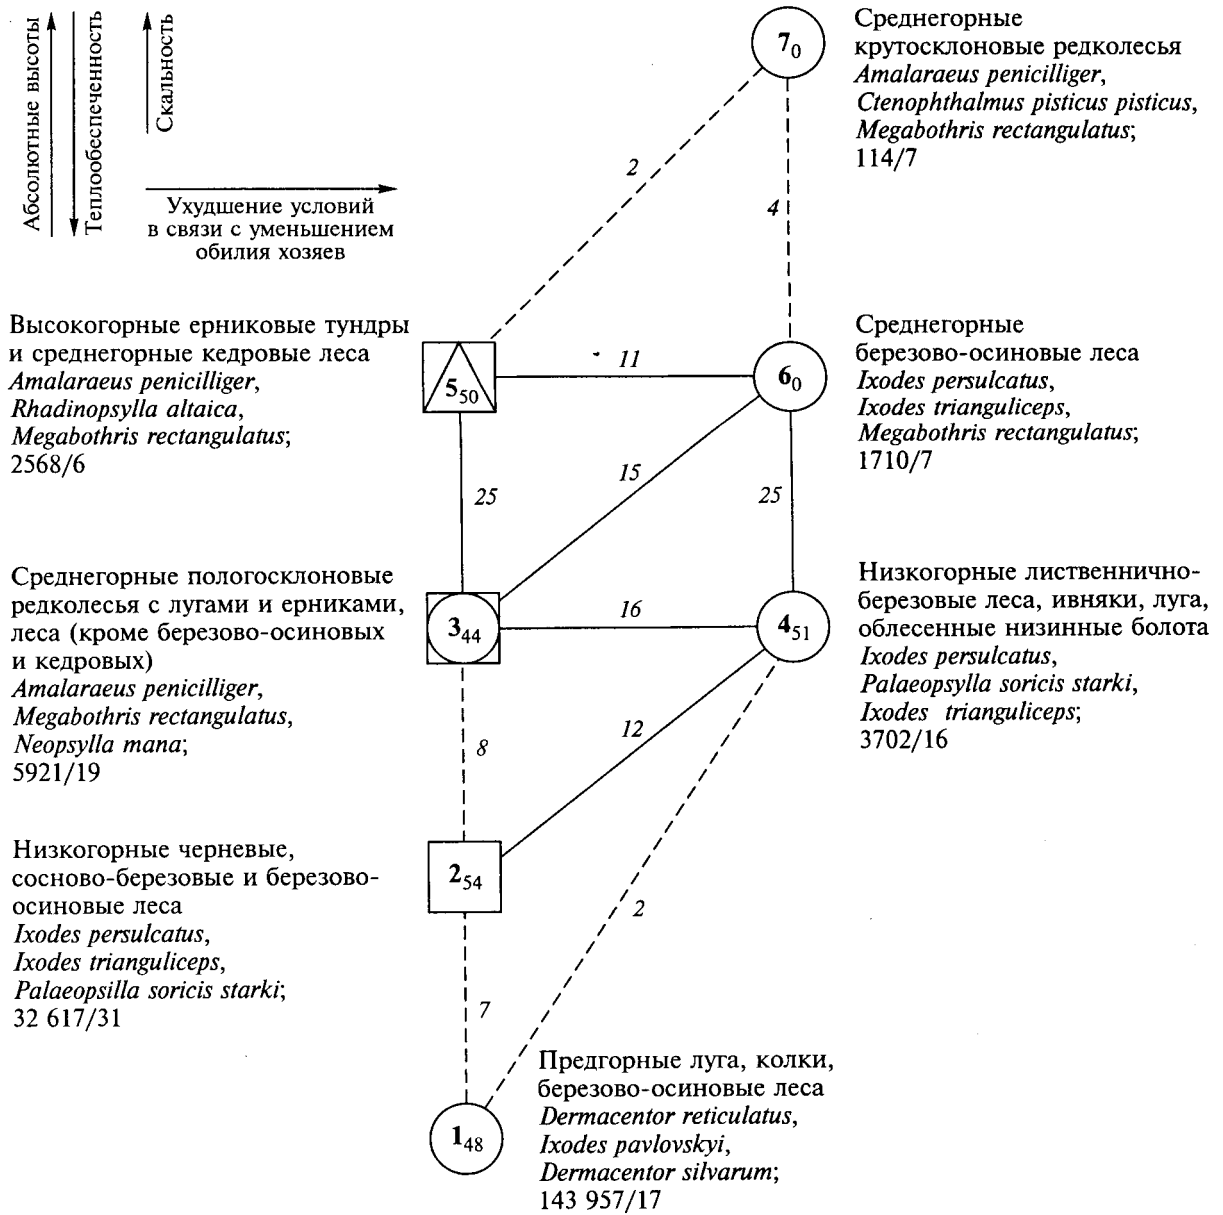 Абсолютные высоты
Теплообеспеченность
Скальность
Ухудшение условий
в связи с уменьшением
обилия хозяев
7₀
Среднегорные
крутосклоновые редколесья
Amalaraeus penicilliger,
Ctenophthalmus pisticus pisticus,
Megabothris rectangulatus;
114/7
2
4
Высокогорные ерниковые тундры
и среднегорные кедровые леса
Amalaraeus penicilliger,
Rhadinopsylla altaica,
Megabothris rectangulatus;
2568/6
5₅₀
11
6₀
Среднегорные
березово-осиновые леса
Ixodes persulcatus,
Ixodes trianguliceps,
Megabothris rectangulatus;
1710/7
25
15
25
Среднегорные пологосклоновые
редколесья с лугами и ерниками,
леса (кроме березово-осиновых
и кедровых)
Amalaraeus penicilliger,
Megabothris rectangulatus,
Neopsylla mana;
5921/19
3₄₄
16
4₅₁
Низкогорные лиственнично-
березовые леса, ивняки, луга,
облесенные низинные болота
Ixodes persulcatus,
Palaeopsylla soricis starki,
Ixodes trianguliceps;
3702/16
8
12
2
Низкогорные черневые,
сосново-березовые и березово-
осиновые леса
Ixodes persulcatus,
Ixodes trianguliceps,
Palaeopsilla soricis starki;
32 617/31
2₅₄
7
1₄₈
Предгорные луга, колки,
березово-осиновые леса
Dermacentor reticulatus,
Ixodes pavlovskyi,
Dermacentor silvarum;
143 957/17